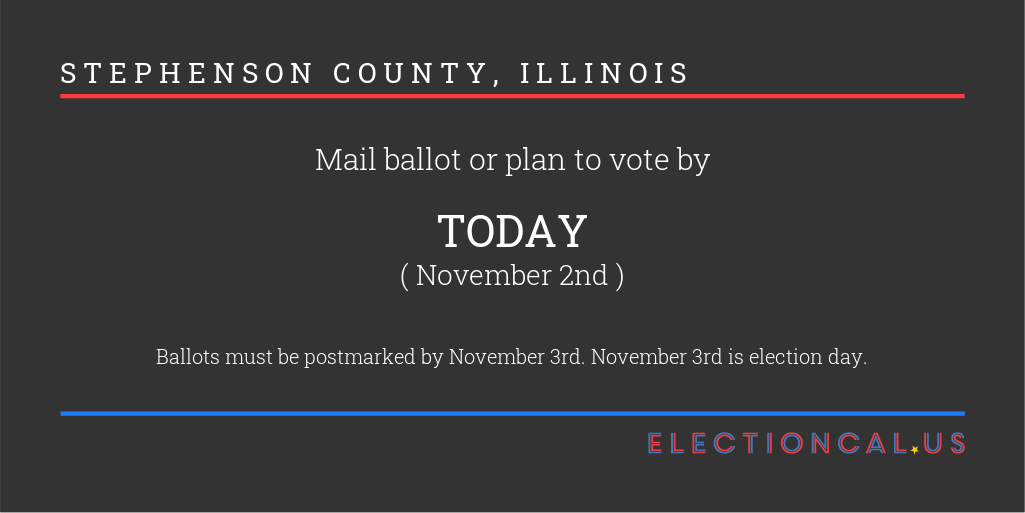 STEPHENSON COUNTY, ILLINOIS
Mail ballot or plan to vote by
TODAY
( November 2nd )
Ballots must be postmarked by November 3rd. November 3rd is election day.
ELECTIONCAL.US